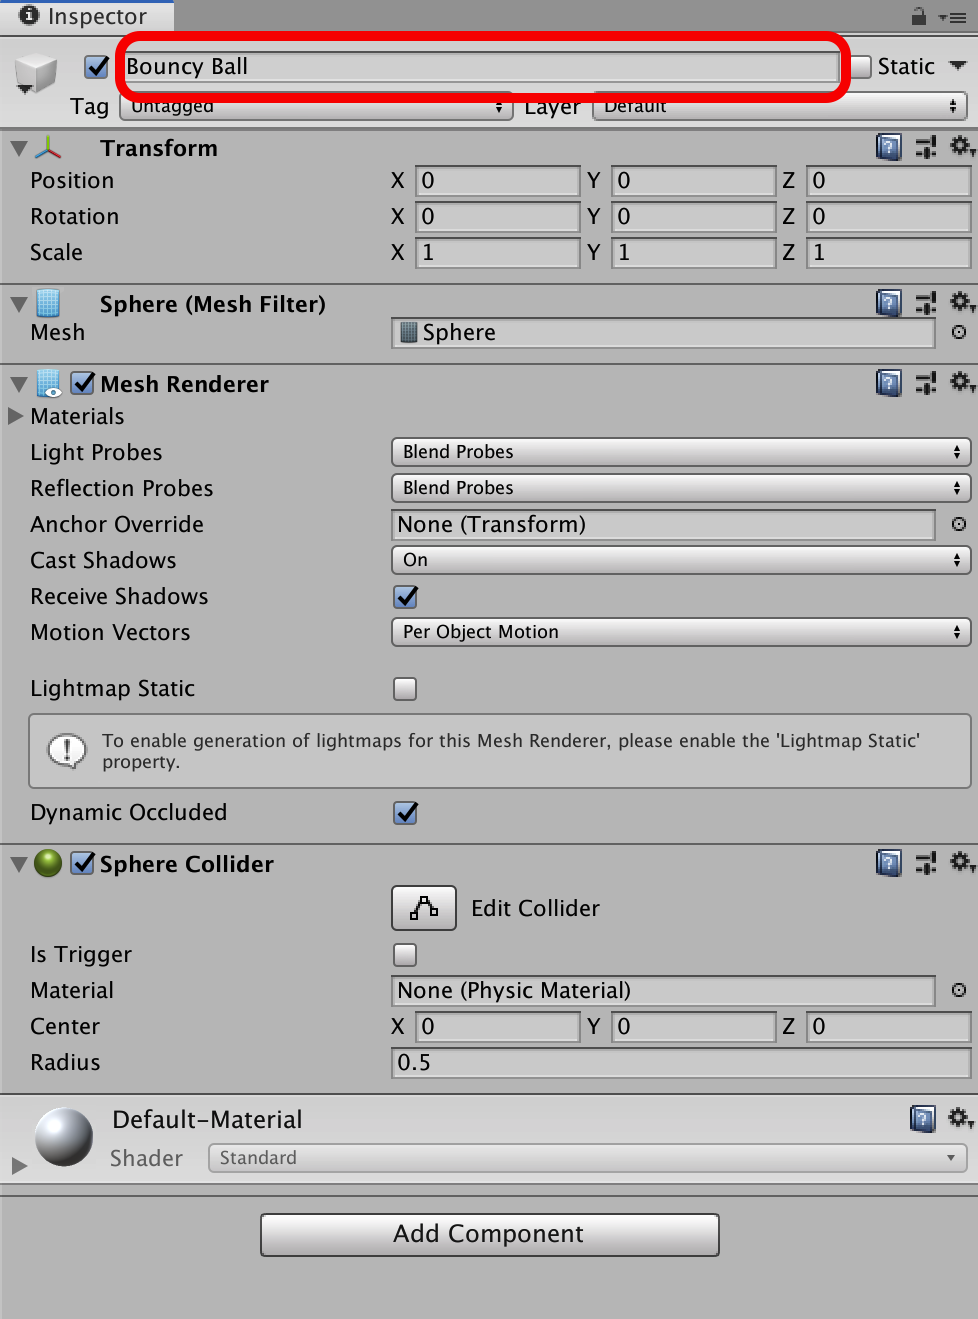 Inspector
Bouncy Ball Static
Tag Untagged Layer Default
Transform
Position X 0 Y 0 Z 0
Rotation X 0 Y 0 Z 0
Scale X 1 Y 1 Z 1
Sphere (Mesh Filter)
Mesh Sphere
Mesh Renderer
Materials
Light Probes Blend Probes
Reflection Probes Blend Probes
Anchor Override None (Transform)
Cast Shadows On
Receive Shadows
Motion Vectors Per Object Motion
Lightmap Static
To enable generation of lightmaps for this Mesh Renderer, please enable the 'Lightmap Static'
property.
Dynamic Occluded
Sphere Collider
Edit Collider
Is Trigger
Material None (Physic Material)
Center X 0 Y 0 Z 0
Radius 0.5
Default-Material
Shader Standard
Add Component